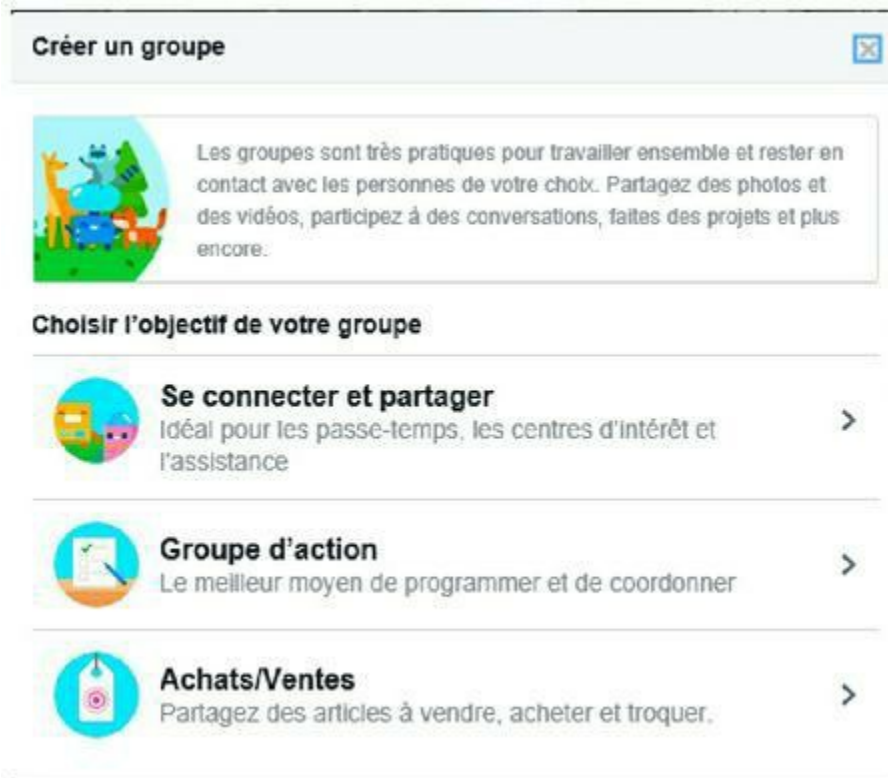 Créer un groupe
Les groupes sont très pratiques pour travailler ensemble et rester en
contact avec les personnes de votre choix. Partagez des photos et
des vidéos, participez à des conversations, faites des projets et plus
encore.
Choisir l'objectif de votre groupe
Se connecter et partager
Idéal pour les passe-temps, les centres d'intérêt et
l'assistance
Groupe d'action
Le meilleur moyen de programmer et de coordonner
Achats/Ventes
Partagez des articles à vendre, acheter et troquer.